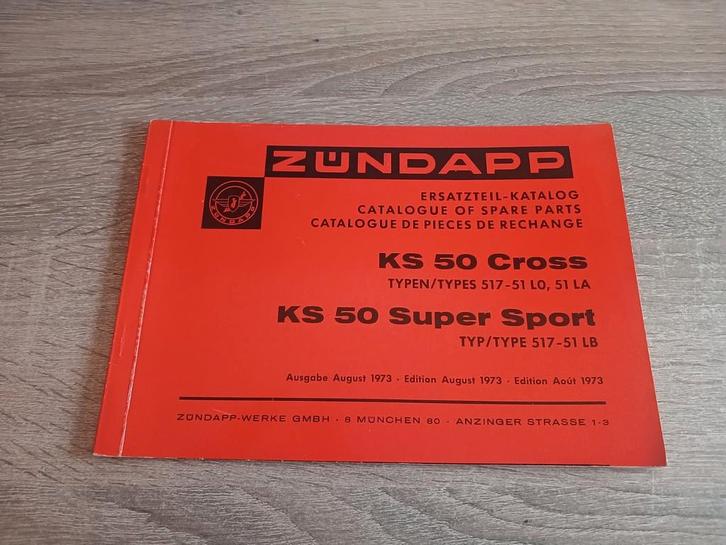 ZÜNDAPP
ZÜNDAPP
ERSATZTEIL-KATALOG
CATALOGUE OF SPARE PARTS
CATALOGUE DE PIECES DE RECHANGE
KS 50 Cross
TYPEN/TYPES 517-51 LO, 51 LA
KS 50 Super Sport
TYP/TYPE 517-51 LB
Ausgabe August 1973 · Edition August 1973 · Edition Août 1973
ZÜNDAPP-WERKE GMBH · 8 MÜNCHEN 80 · ANZINGER STRASSE 1-3